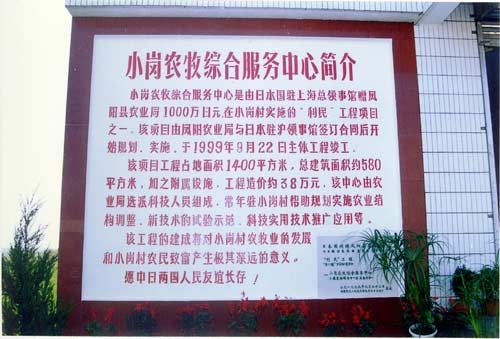 小岗农牧综合服务中心简介
小岗农牧综合服务中心是由日本国驻上海总领事馆赠凤
阳县农业局1000万日元，在小岗村实施的“利民”工程项目
之一，该项目由凤阳农业局与日本驻沪领事馆签订合同后开
始规划、实施，于1999年9月22日主体工程竣工。
该项目工程占地面积1400平方米，总建筑面积约580
平方米，加之附属设施，工程造价约38万元，该中心由农
业局选派科技人员组成，常年驻小岗村帮助规划实施农业结
构调整，新技术的试验示范，科技实用技术推广应用等。
该工程的建成将对小岗村农牧业的发展
和小岗村农民致富产生极其深远的意义。
愿中日两国人民友谊长存！